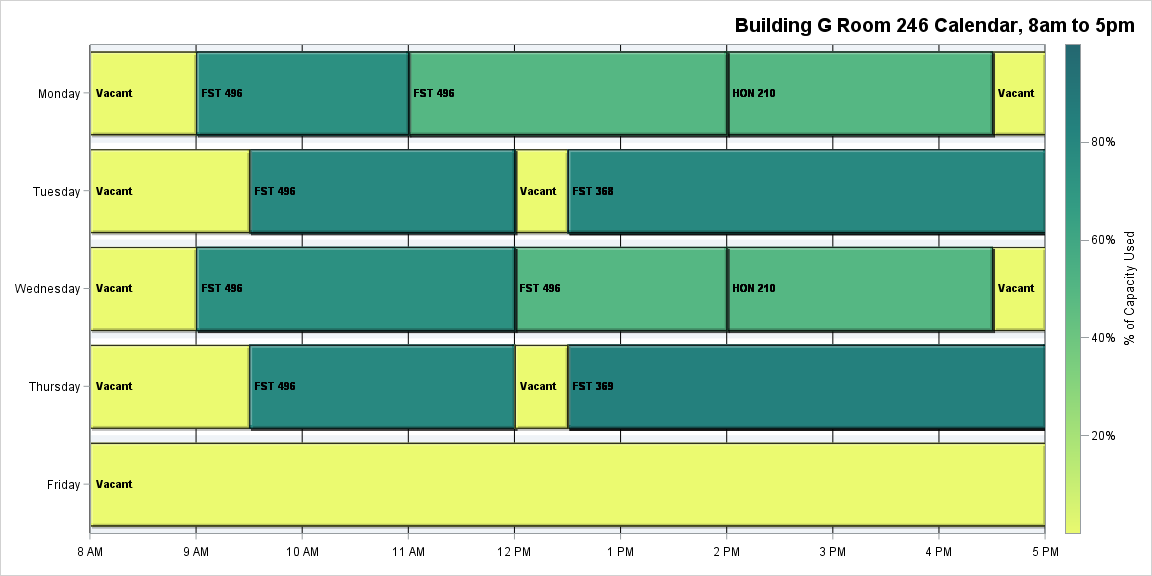 Building G Room 246 Calendar, 8am to 5pm
Monday
Vacant
FST 496
FST 496
HON 210
Vacant
Tuesday
Vacant
FST 496
Vacant
FST 368
Wednesday
Vacant
FST 496
FST 496
HON 210
Vacant
Thursday
Vacant
FST 496
Vacant
FST 369
Friday
Vacant
8 AM
9 AM
10 AM
11 AM
12 PM
1 PM
2 PM
3 PM
4 PM
5 PM
80%
60%
40%
20%
% of Capacity Used